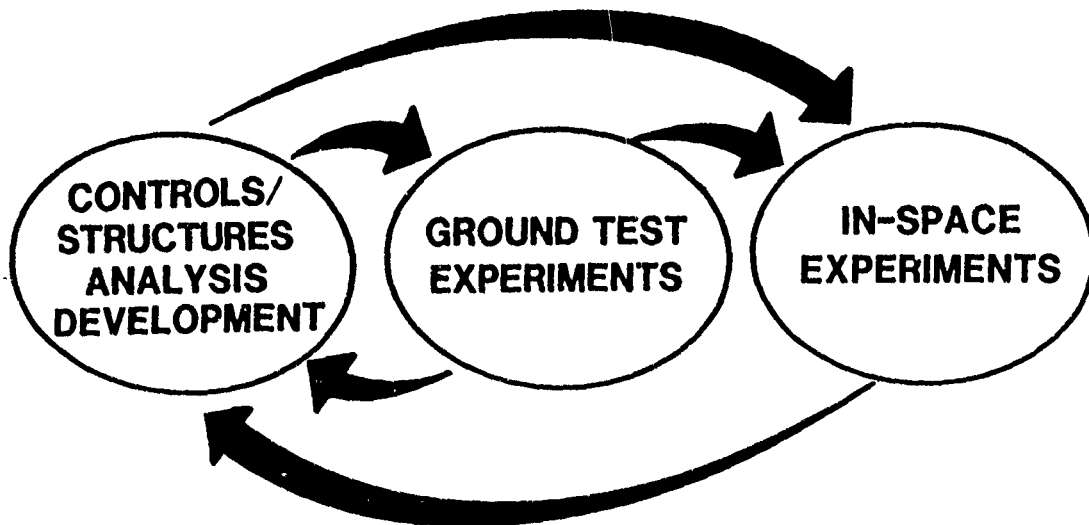 CONTROLS/
STRUCTURES
ANALYSIS
DEVELOPMENT
GROUND TEST
EXPERIMENTS
IN-SPACE
EXPERIMENTS